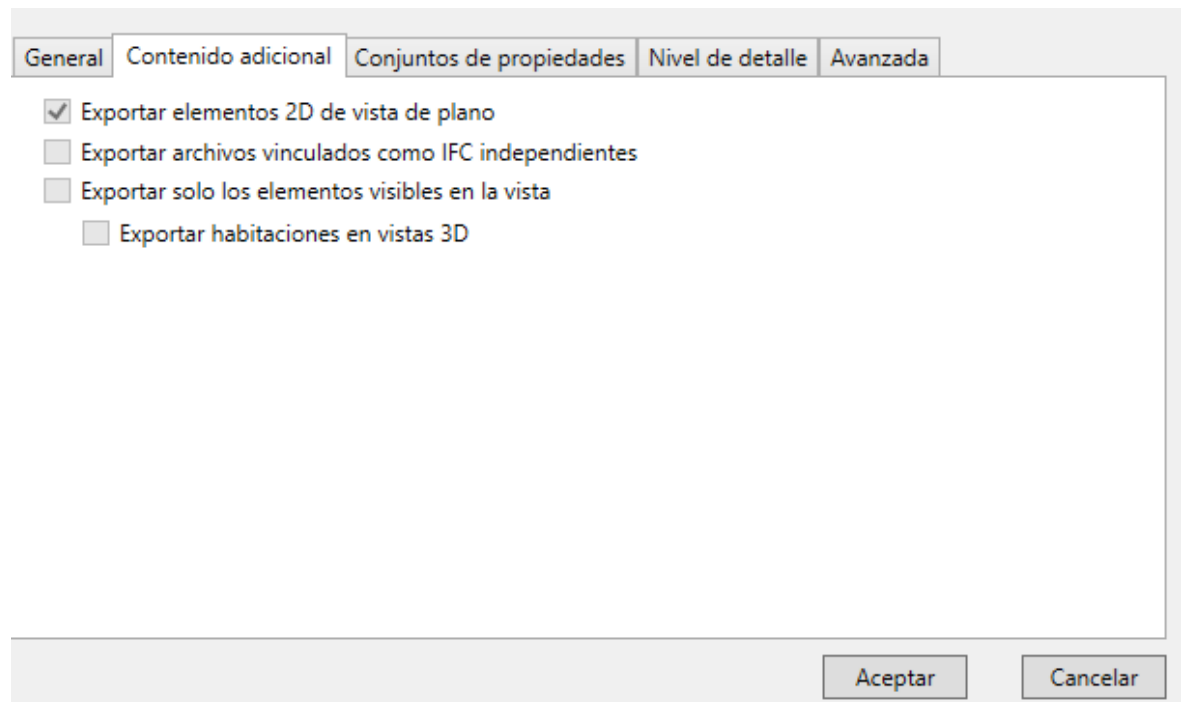 General Contenido adicional Conjuntos de propiedades Nivel de detalle Avanzada
Exportar elementos 2D de vista de plano
Exportar archivos vinculados como IFC independientes
Exportar solo los elementos visibles en la vista
Exportar habitaciones en vistas 3D
Aceptar Cancelar